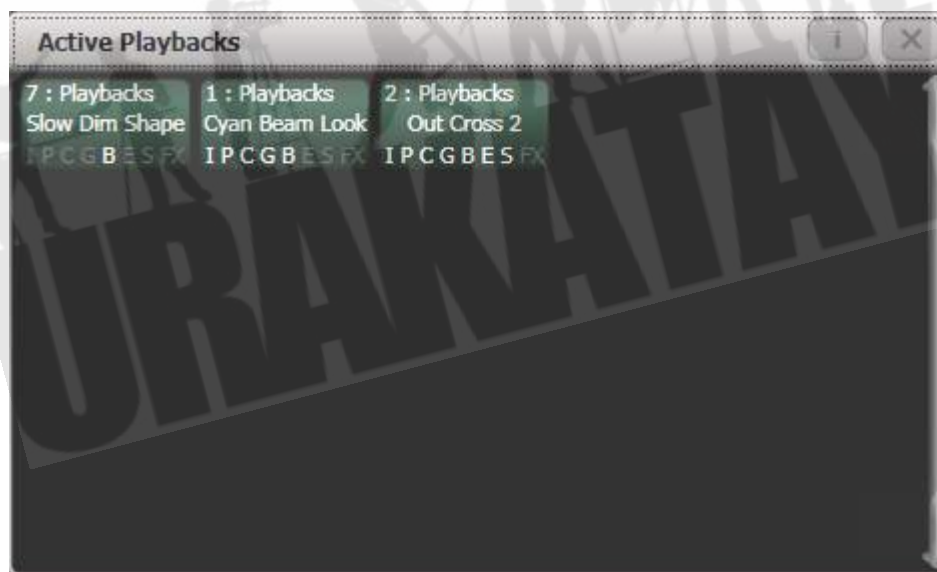 Active Playbacks
i
7 : Playbacks
Slow Dim Shape
I P C G B E S FX
1 : Playbacks
Cyan Beam Look
I P C G B E S FX
2 : Playbacks
Out Cross 2
I P C G B E S FX
URAKATAY